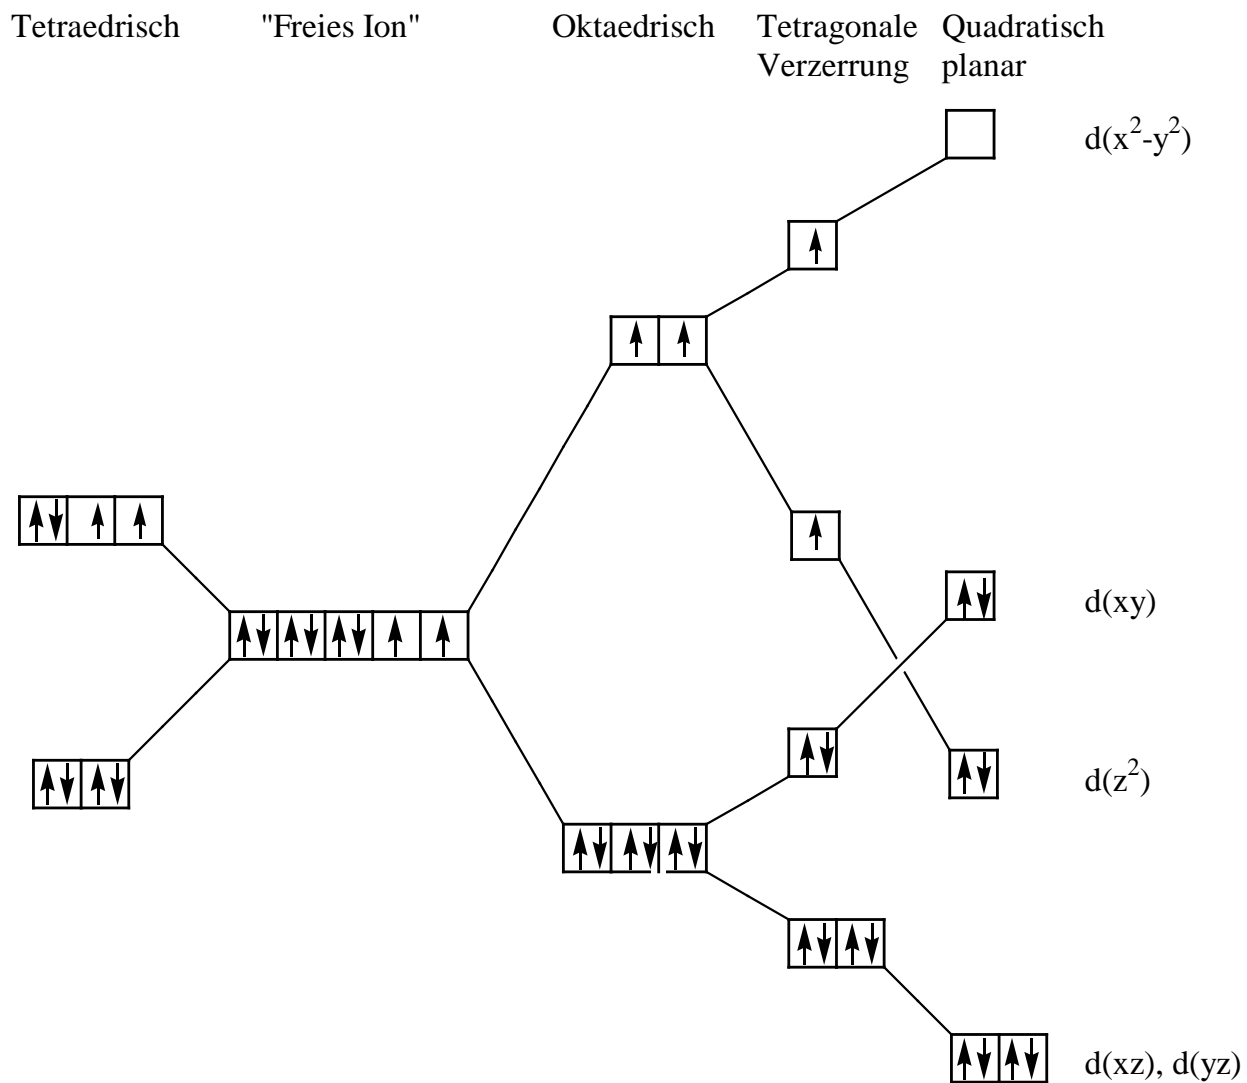 Tetraedrisch "Freies Ion" Oktaedrisch Tetragonale Quadratisch
Verzerrung planar
d(x²-y²)
d(xy)
d(z²)
d(xz), d(yz)